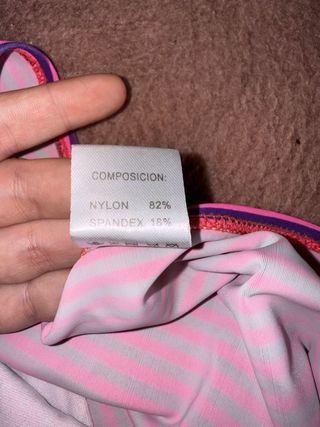 COMPOSICION:
NYLON 82%
SPANDEX 18%